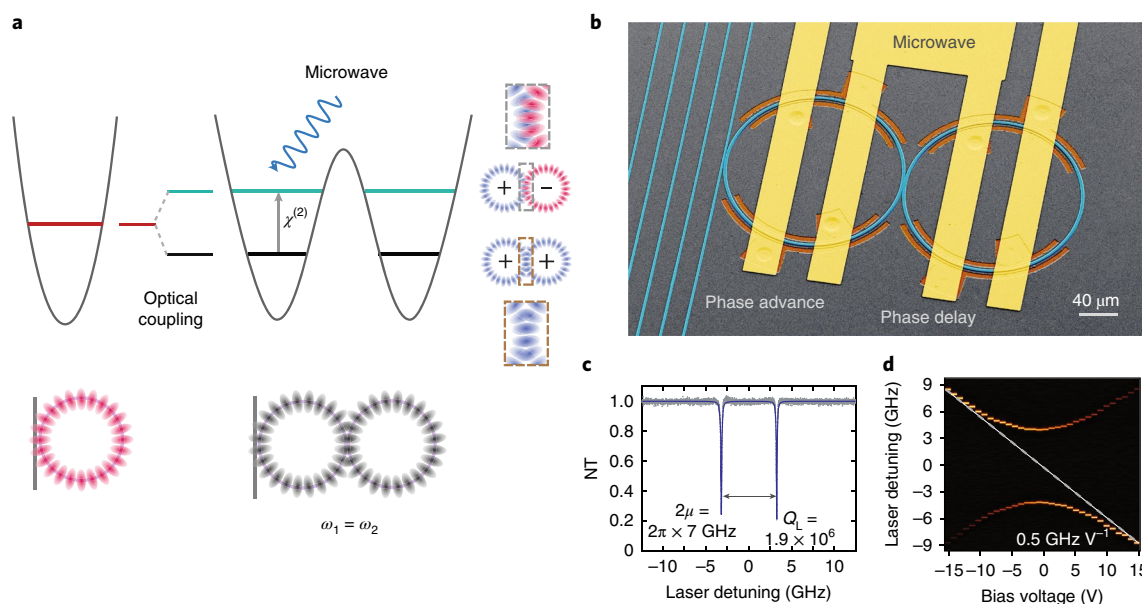 a
Microwave
χ(2)
Optical
coupling
+
−
+
+
ω1 = ω2
b
Microwave
Phase advance
Phase delay
40 μm
c
NT
1.0
0.8
0.6
0.4
0.2
0
2μ =
2π × 7 GHz
QL =
1.9 × 10^6
−10
−5
0
5
10
Laser detuning (GHz)
d
Laser detuning (GHz)
9
6
3
0
−3
−6
−9
0.5 GHz V−1
−15
−10
−5
0
5
10
15
Bias voltage (V)